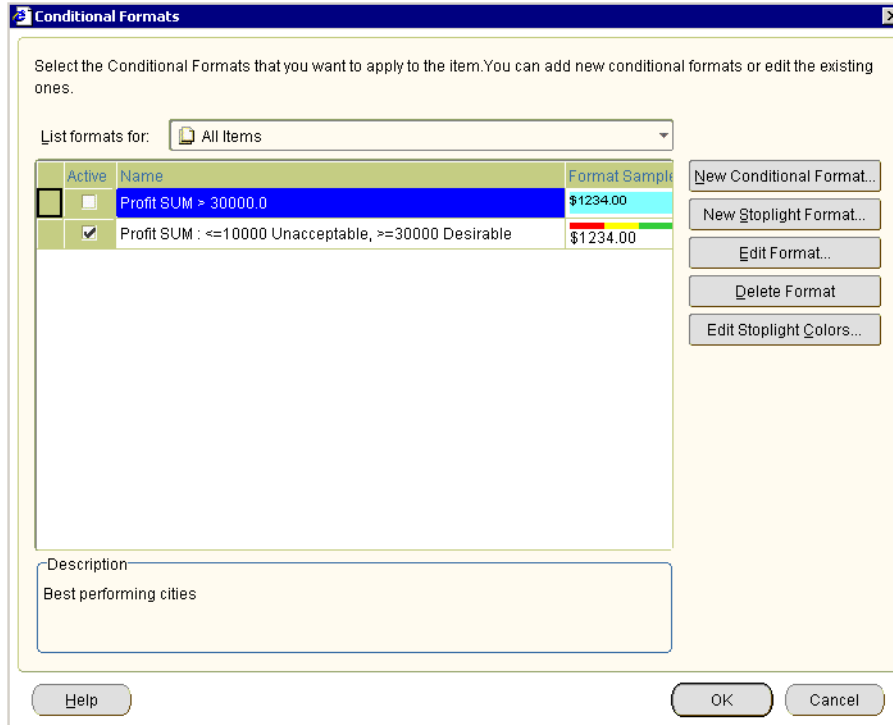 Conditional Formats
Select the Conditional Formats that you want to apply to the item.You can add new conditional formats or edit the existing
ones.
List formats for: All Items
Active Name Format Sample
Profit SUM > 30000.0 $1234.00
Profit SUM : <=10000 Unacceptable, >=30000 Desirable $1234.00
New Conditional Format...
New Stoplight Format...
Edit Format...
Delete Format
Edit Stoplight Colors...
Description
Best performing cities
Help OK Cancel